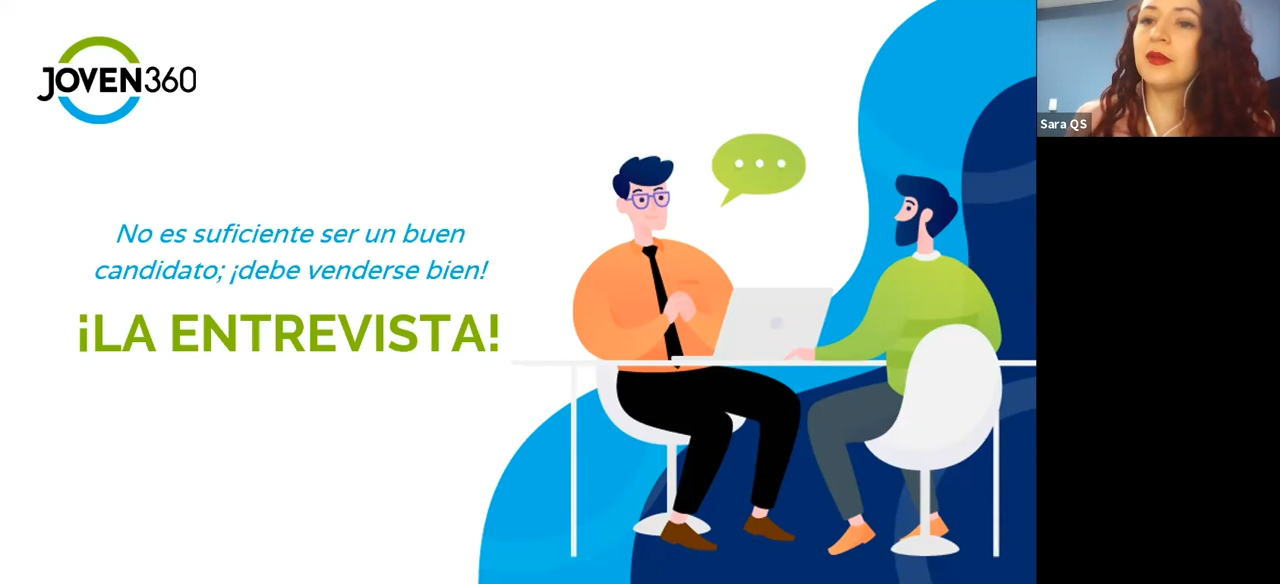 JOVEN360
No es suficiente ser un buen
candidato; ¡debe venderse bien!
¡LA ENTREVISTA!
Sara QS